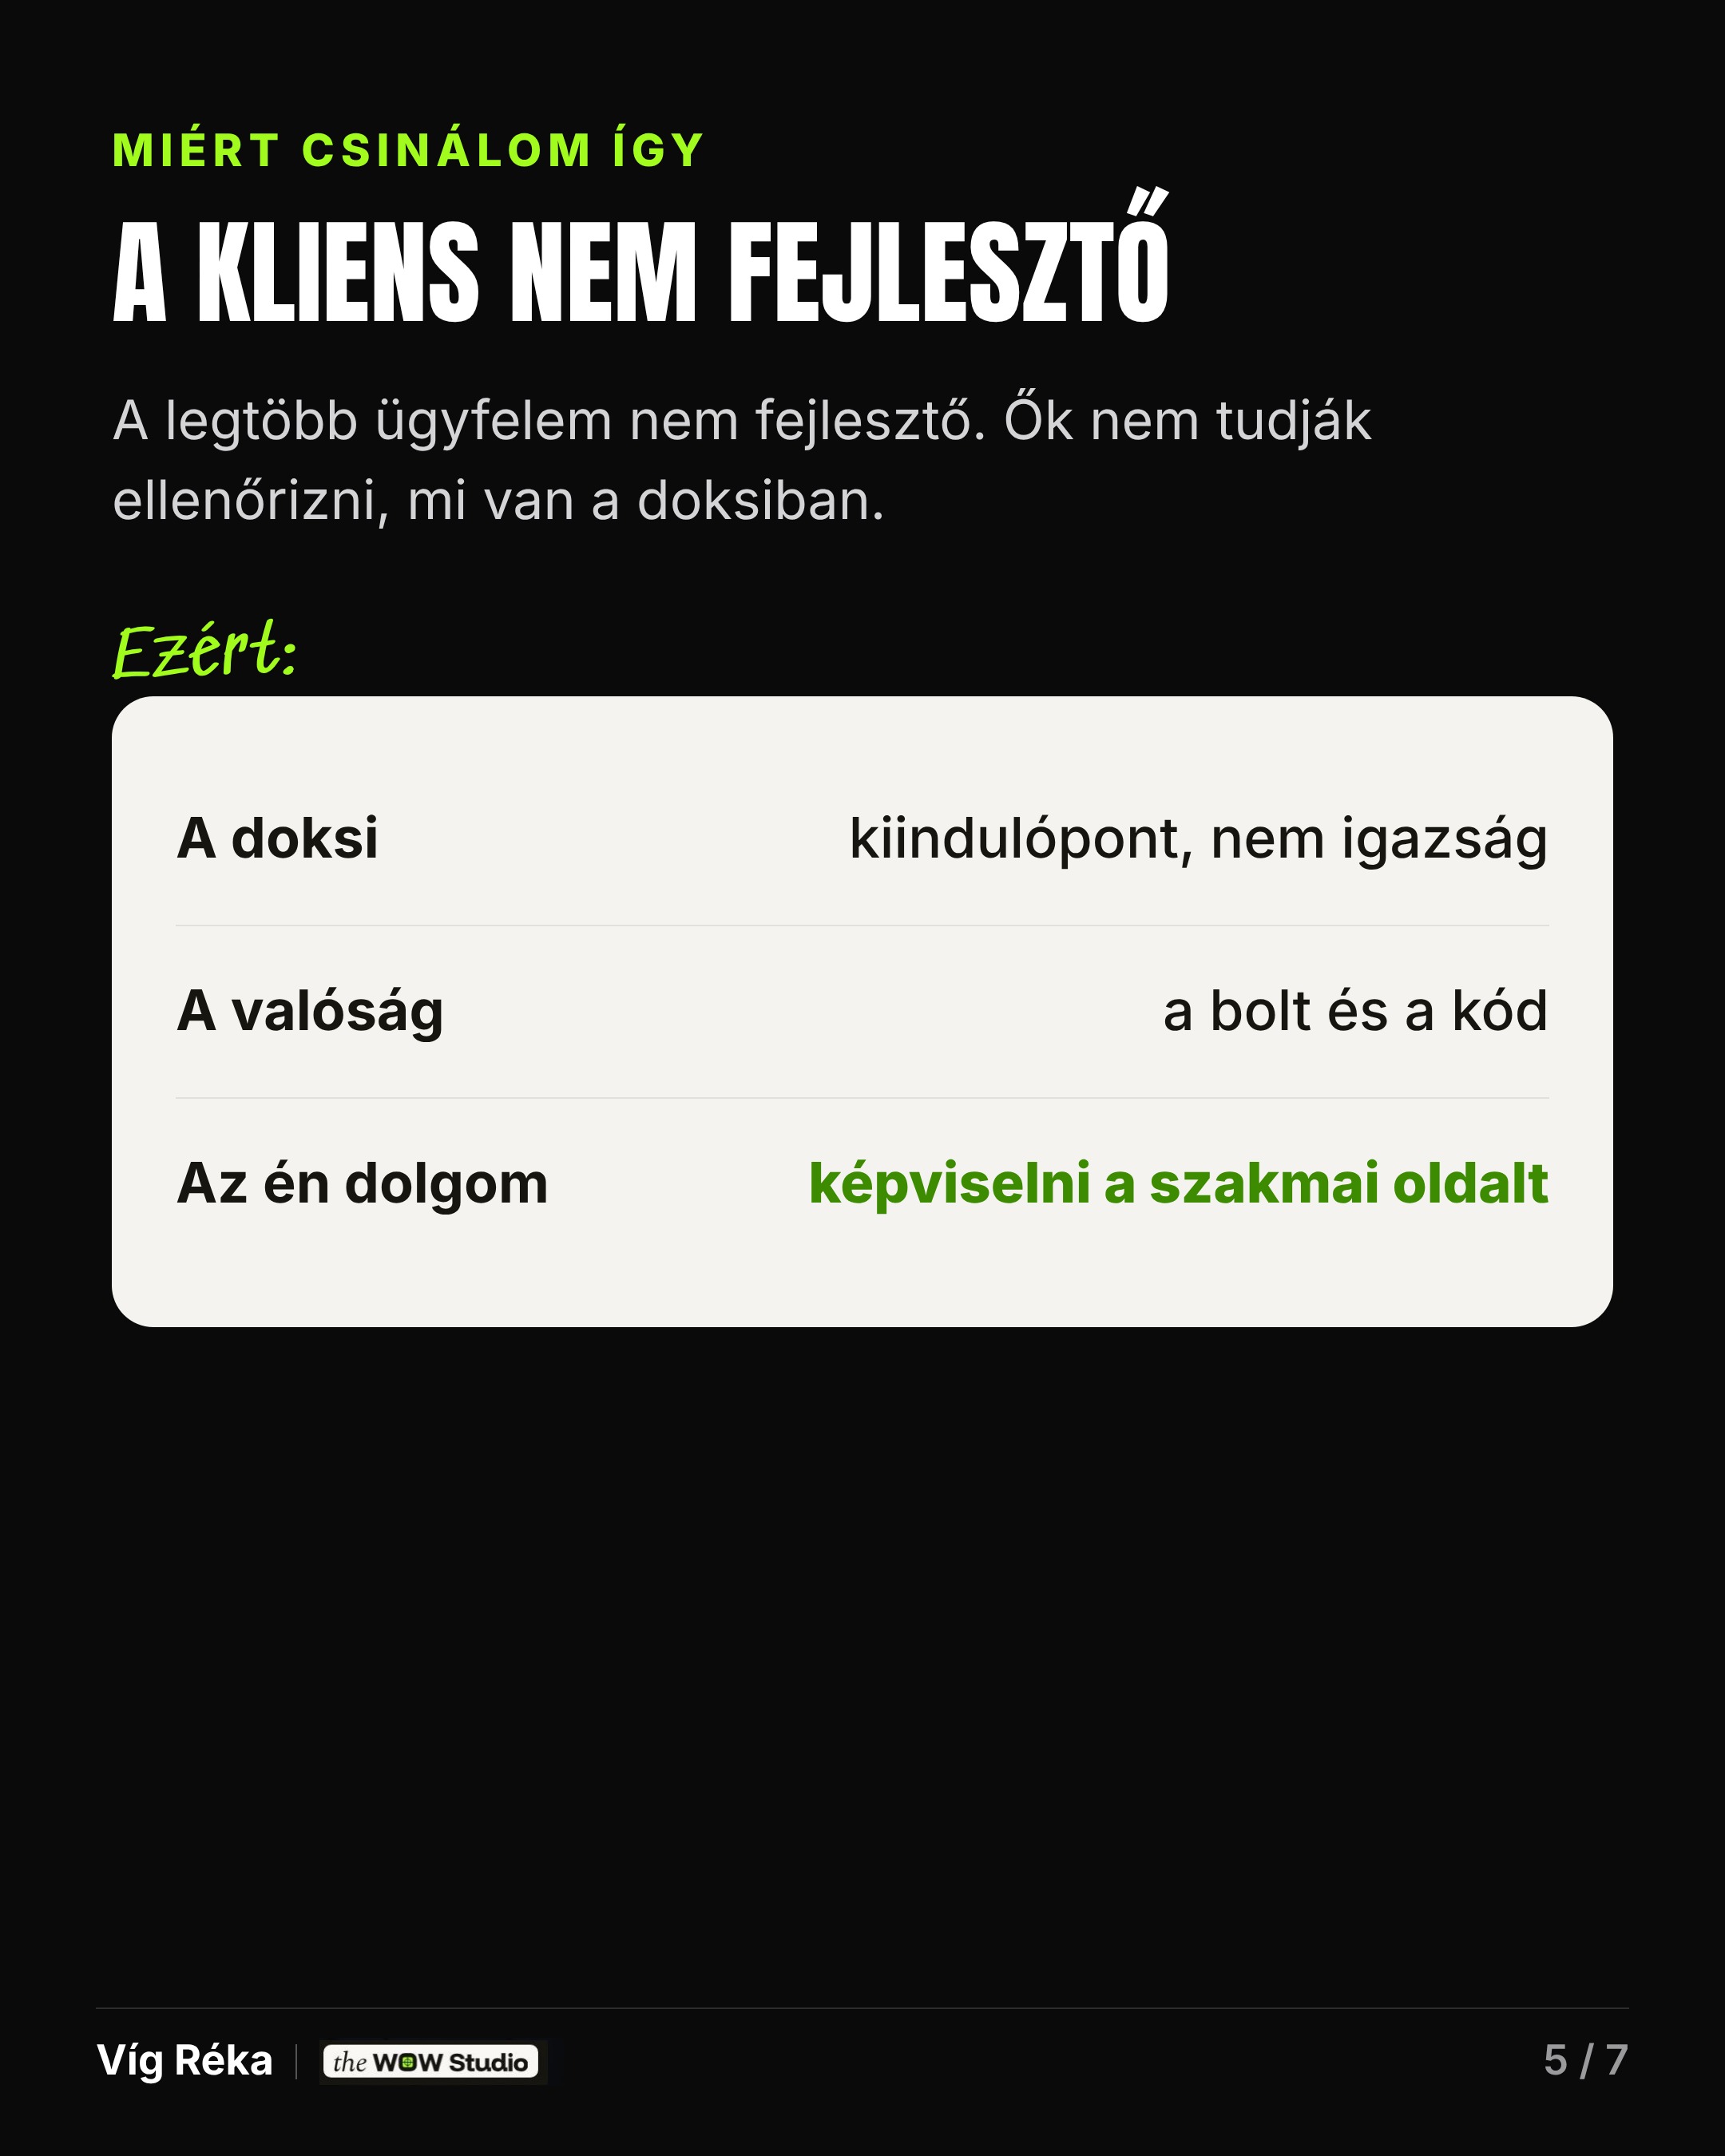 MIÉRT CSINÁLOM ÍGY
A KLIENS NEM FEJLESZTŐ
A legtöbb ügyfelem nem fejlesztő. Ők nem tudják
ellenőrizni, mi van a doksiban.
Ezért:
A doksi kiindulópont, nem igazság
A valóság a bolt és a kód
Az én dolgom képviselni a szakmai oldalt
Víg Réka the WOW Studio 5 / 7